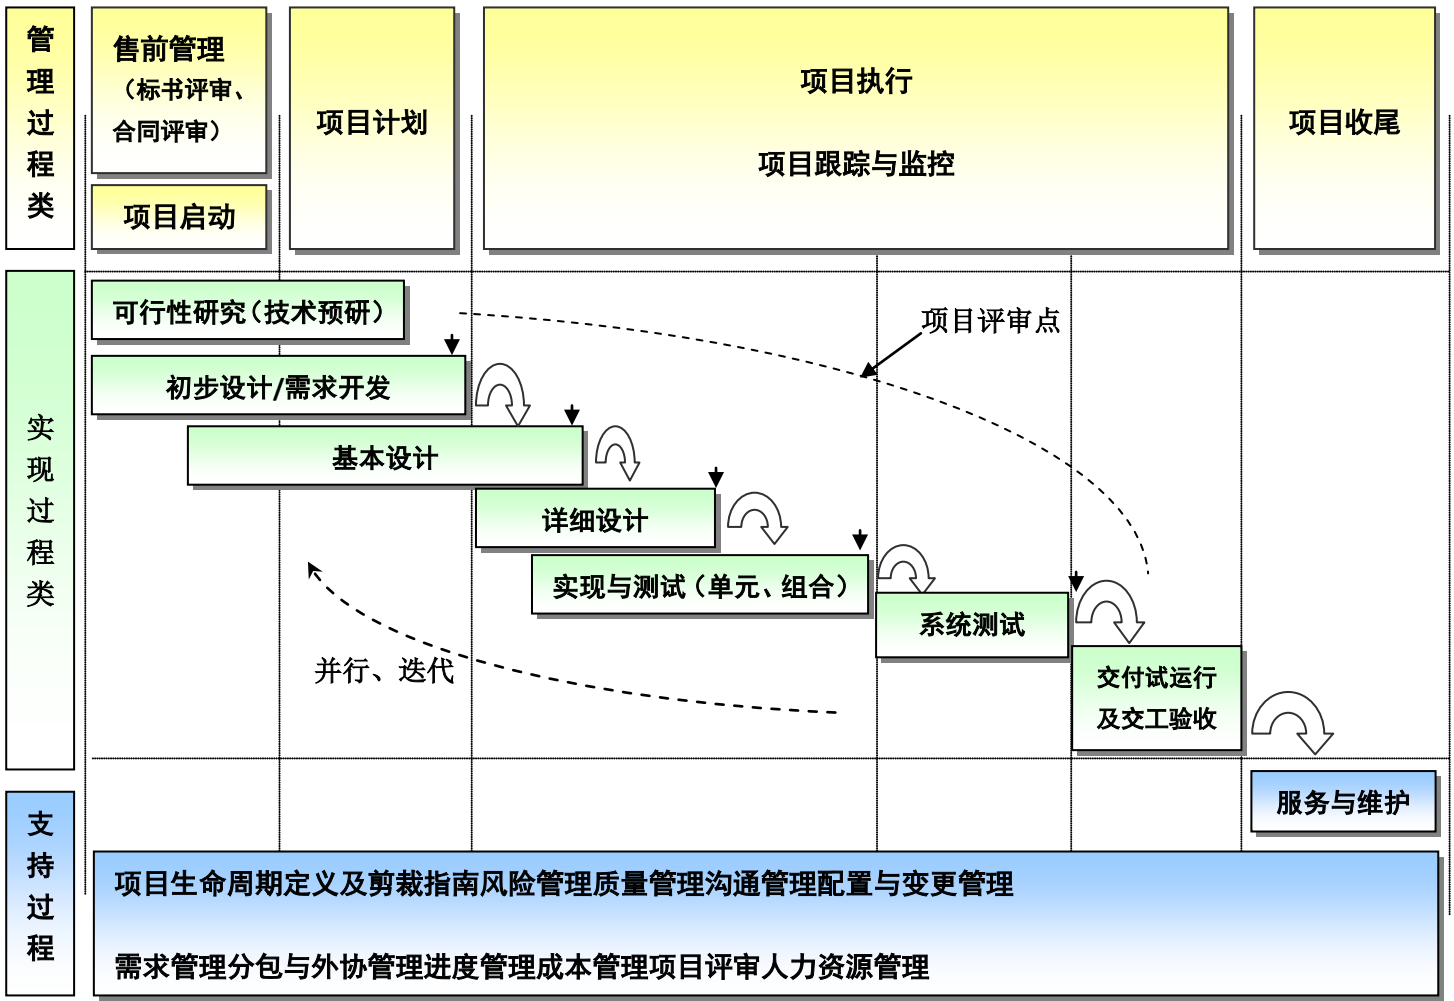 管理过程类
售前管理
（标书评审、
合同评审）
项目启动
项目计划
项目执行
项目跟踪与监控
项目收尾
实现过程类
可行性研究（技术预研）
项目评审点
初步设计/需求开发
基本设计
详细设计
实现与测试（单元、组合）
系统测试
并行、迭代
交付试运行
及交工验收
支持过程
服务与维护
项目生命周期定义及剪裁指南风险管理质量管理沟通管理配置与变更管理
需求管理分包与外协管理进度管理成本管理项目评审人力资源管理